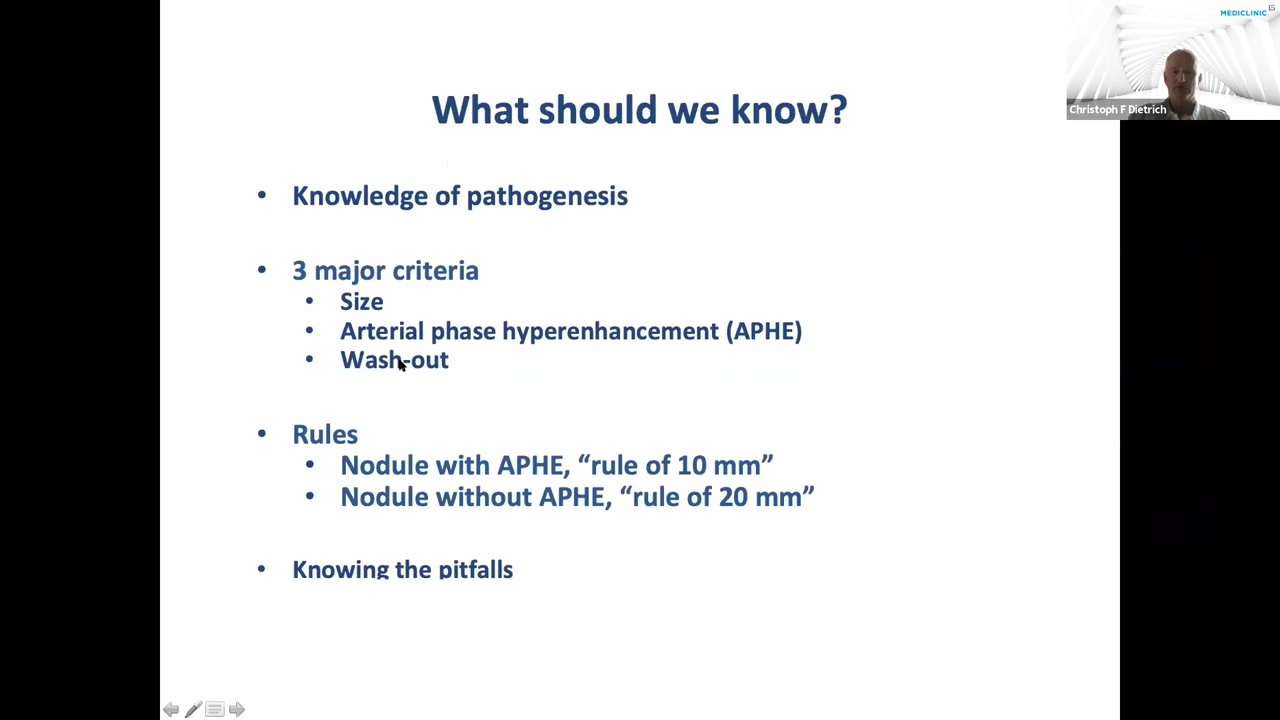 MEDICLINIC
Christoph F Dietrich
What should we know?
• Knowledge of pathogenesis
• 3 major criteria
• Size
• Arterial phase hyperenhancement (APHE)
• Wash-out
• Rules
• Nodule with APHE, “rule of 10 mm”
• Nodule without APHE, “rule of 20 mm”
• Knowing the pitfalls